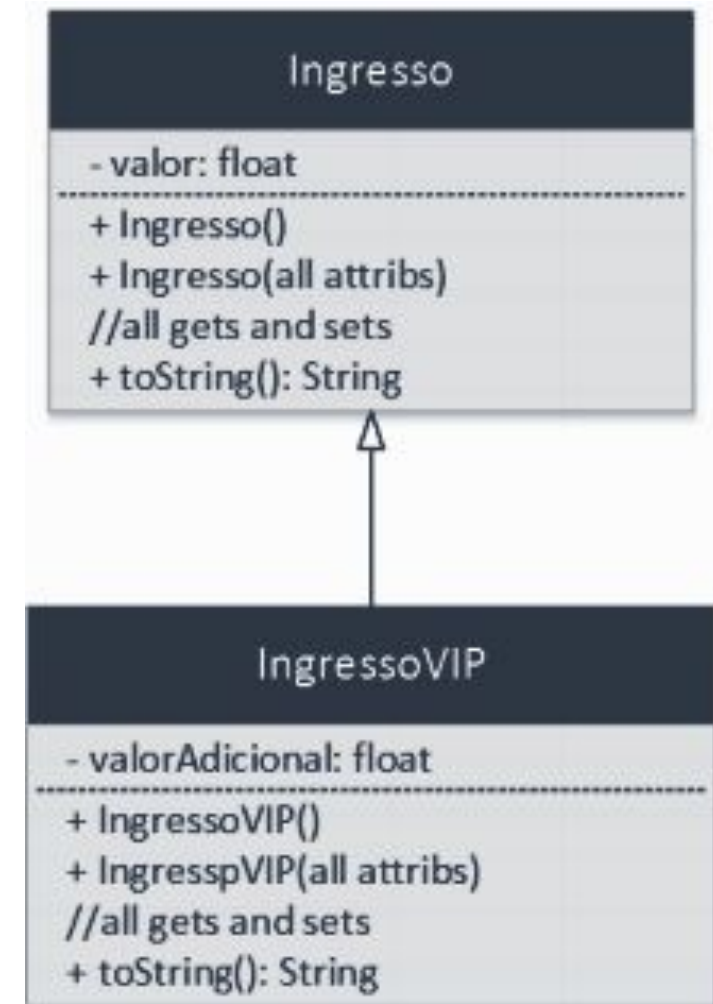 Ingresso
- valor: float
+ Ingresso()
+ Ingresso(all attribs)
//all gets and sets
+ toString(): String
IngressoVIP
- valorAdicional: float
+ IngressoVIP()
+ IngresspVIP(all attribs)
//all gets and sets
+ toString(): String